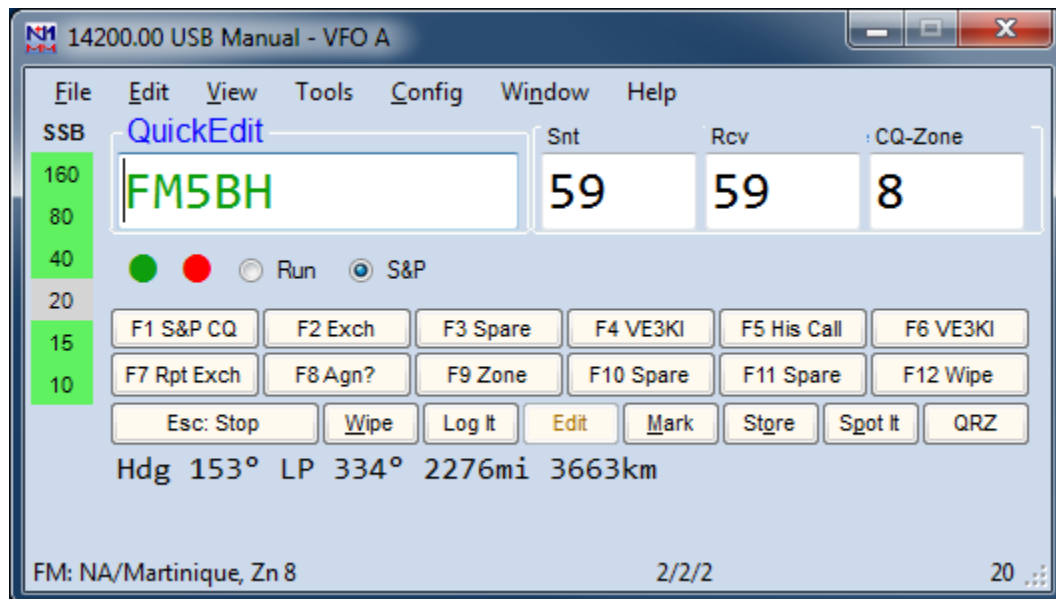 N1 MM 14200.00 USB Manual - VFO A
File Edit View Tools Config Window Help
SSB QuickEdit Snt Rcv CQ-Zone
160
80
FM5BH 59 59 8
40
Run S&P
20
F1 S&P CQ F2 Exch F3 Spare F4 VE3KI F5 His Call F6 VE3KI
15
F7 Rpt Exch F8 Agn? F9 Zone F10 Spare F11 Spare F12 Wipe
10
Esc: Stop Wipe Log It Edit Mark Store Spot It QRZ
Hdg 153° LP 334° 2276mi 3663km
FM: NA/Martinique, Zn 8 2/2/2 20